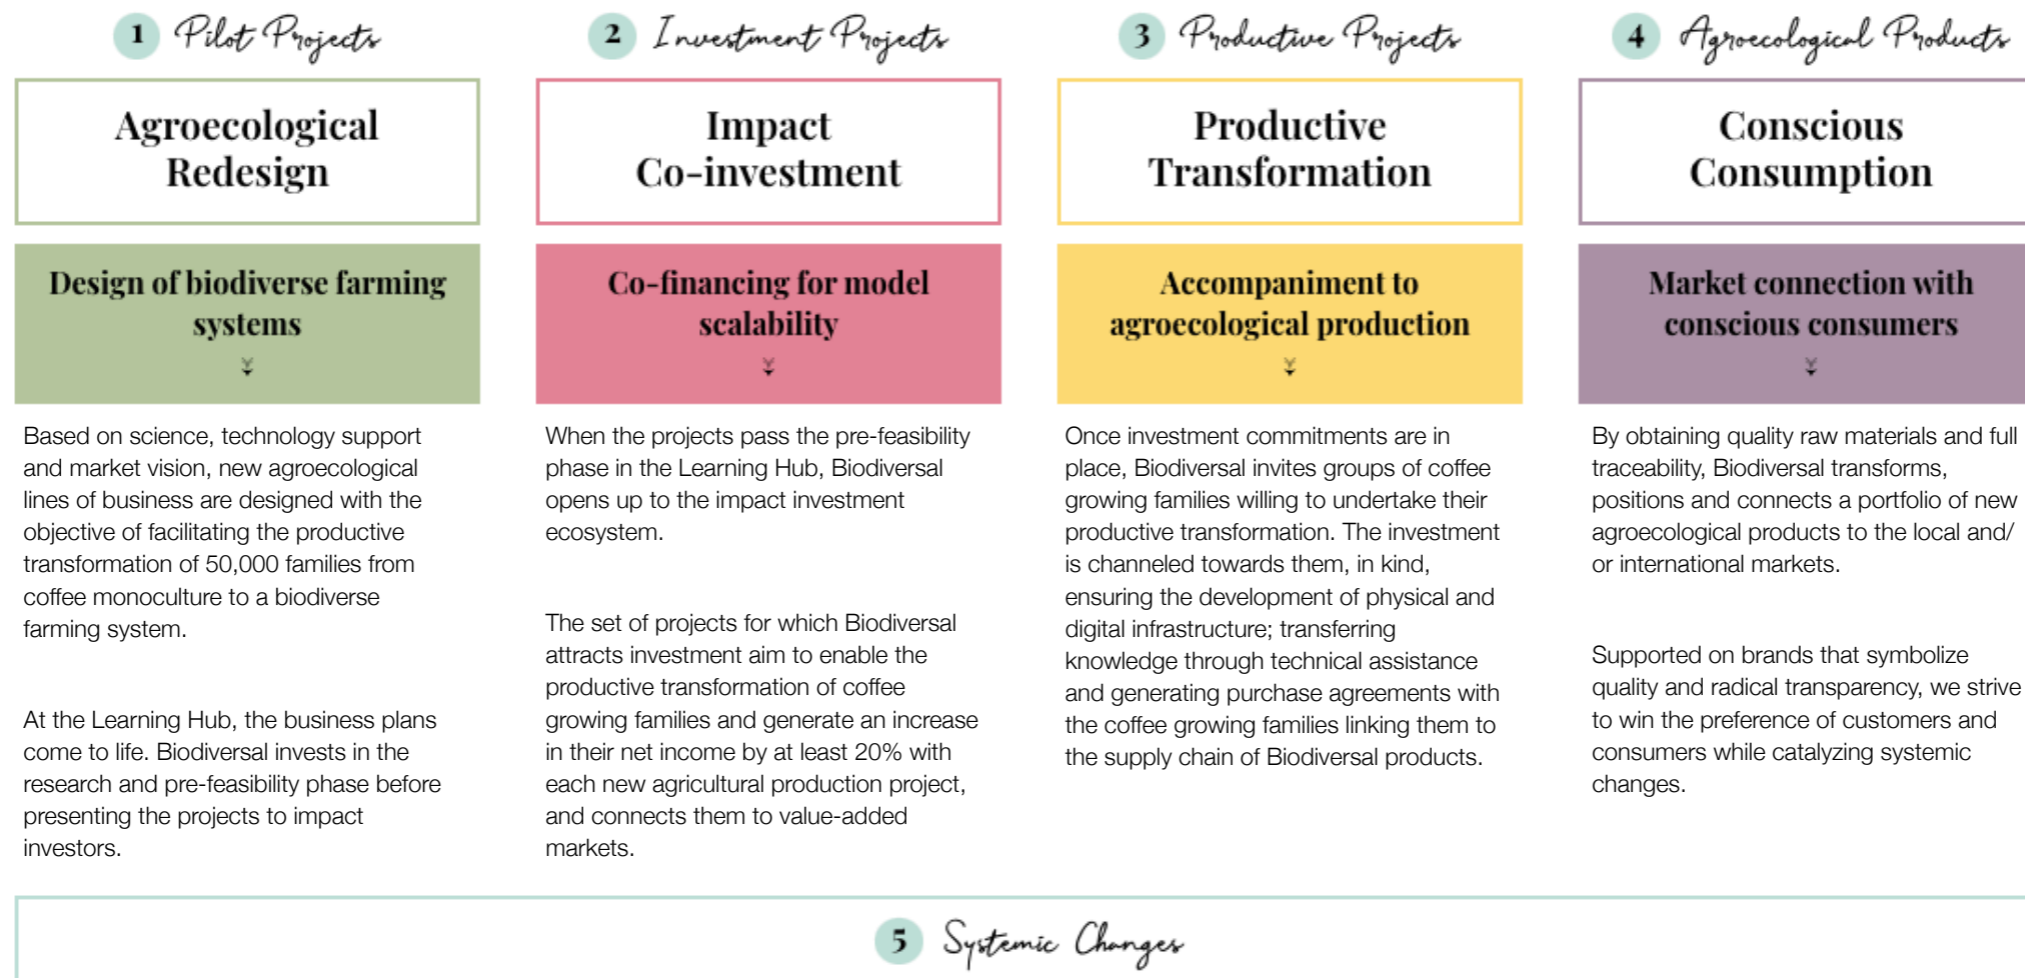 1 Pilot Projects
Agroecological
Redesign
Design of biodiverse farming
systems
Based on science, technology support
and market vision, new agroecological
lines of business are designed with the
objective of facilitating the productive
transformation of 50,000 families from
coffee monoculture to a biodiverse
farming system.
At the Learning Hub, the business plans
come to life. Biodiversal invests in the
research and pre-feasibility phase before
presenting the projects to impact
investors.
2 Investment Projects
Impact
Co-investment
Co-financing for model
scalability
When the projects pass the pre-feasibility
phase in the Learning Hub, Biodiversal
opens up to the impact investment
ecosystem.
The set of projects for which Biodiversal
attracts investment aim to enable the
productive transformation of coffee
growing families and generate an increase
in their net income by at least 20% with
each new agricultural production project,
and connects them to value-added
markets.
3 Productive Projects
Productive
Transformation
Accompaniment to
agroecological production
Once investment commitments are in
place, Biodiversal invites groups of coffee
growing families willing to undertake their
productive transformation. The investment
is channeled towards them, in kind,
ensuring the development of physical and
digital infrastructure; transferring
knowledge through technical assistance
and generating purchase agreements with
the coffee growing families linking them to
the supply chain of Biodiversal products.
4 Agroecological Products
Conscious
Consumption
Market connection with
conscious consumers
By obtaining quality raw materials and full
traceability, Biodiversal transforms,
positions and connects a portfolio of new
agroecological products to the local and/
or international markets.
Supported on brands that symbolize
quality and radical transparency, we strive
to win the preference of customers and
consumers while catalyzing systemic
changes.
5 Systemic Changes